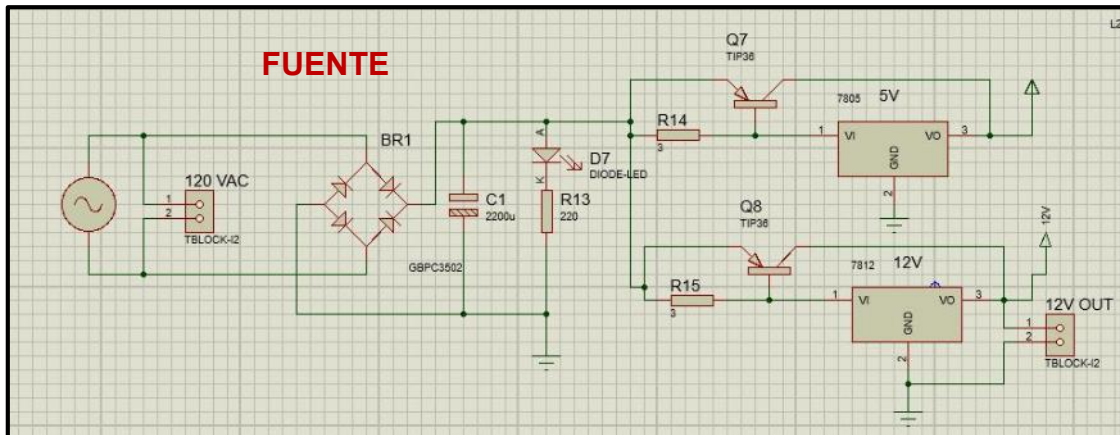 FUENTE
L2
Q7
TIP36
7805
5V
R14
3
1
VI
VO
3
GND
2
BR1
120 VAC
1
2
TBLOCK-I2
GBPC3502
C1
2200u
A
D7
DIODE-LED
K
R13
220
Q8
TIP36
12V
7812
12V
R15
3
1
VI
VO
3
GND
2
12V OUT
1
2
TBLOCK-I2